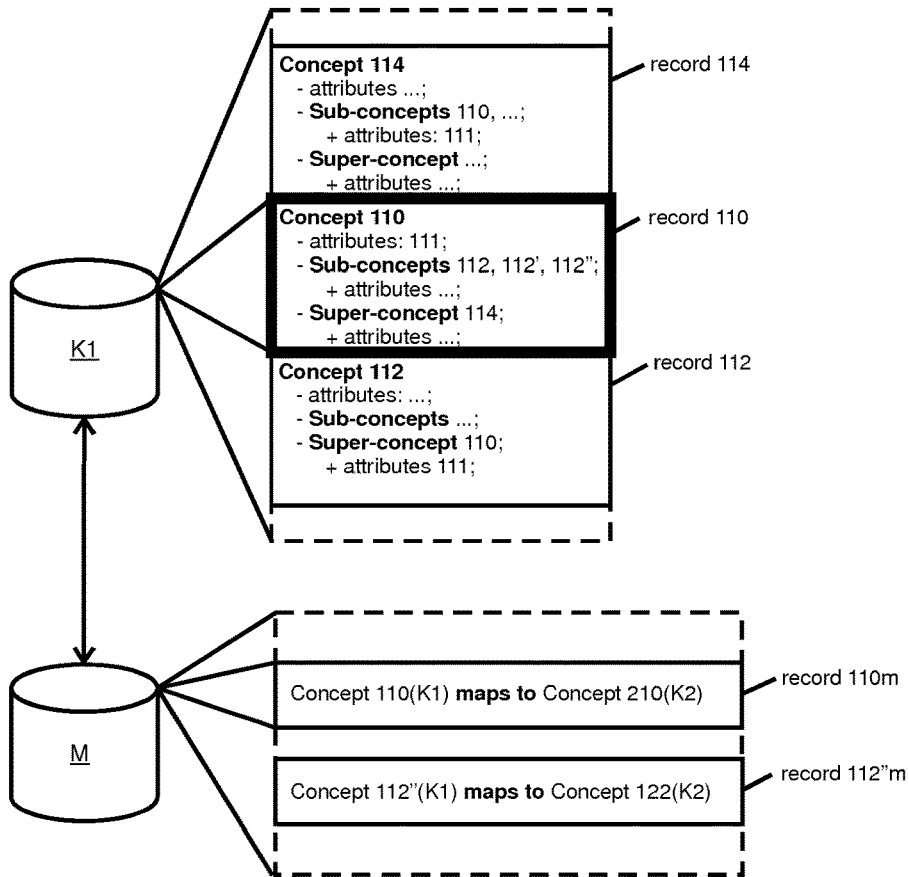 Concept 114
- attributes ...;
- Sub-concepts 110, ...;
+ attributes: 111;
- Super-concept ...;
+ attributes ...;
record 114
Concept 110
- attributes: 111;
- Sub-concepts 112, 112', 112";
+ attributes ...;
- Super-concept 114;
+ attributes ...;
record 110
Concept 112
- attributes: ...;
- Sub-concepts ...;
- Super-concept 110;
+ attributes 111;
record 112
K1
M
Concept 110(K1) maps to Concept 210(K2)
record 110m
Concept 112"(K1) maps to Concept 122(K2)
record 112"m